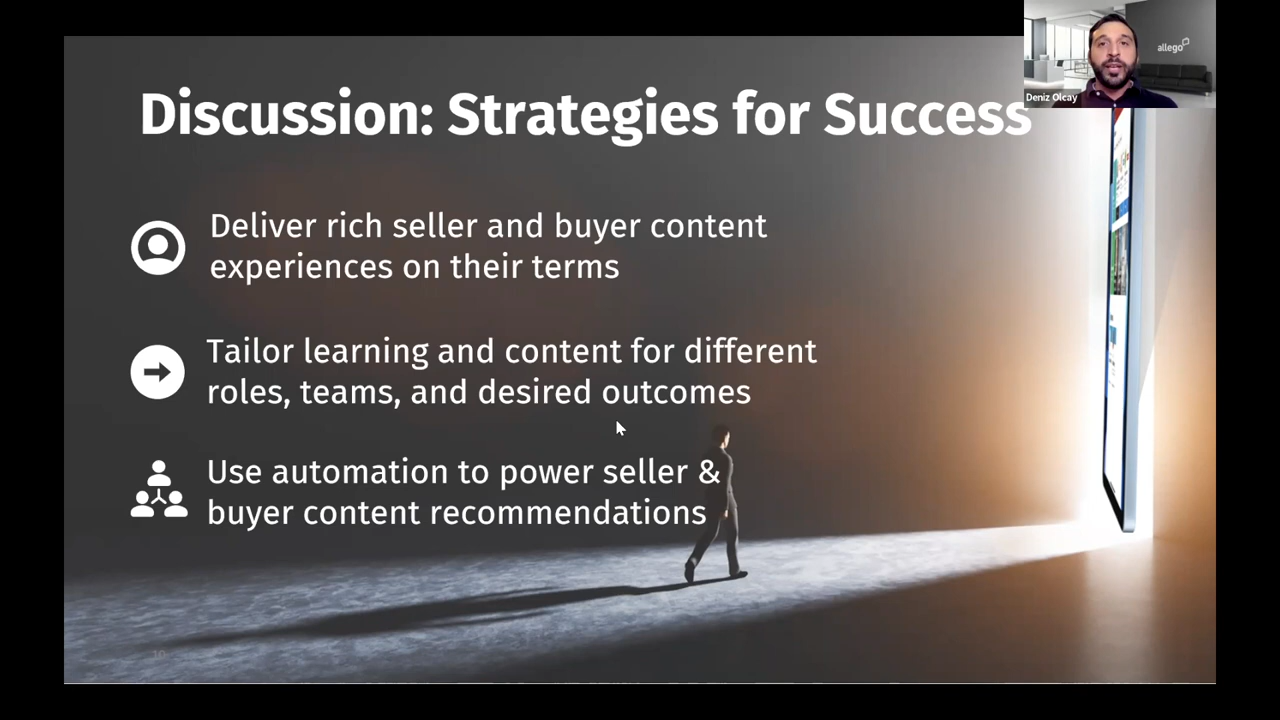 allego
Deniz Olcay
Discussion: Strategies for Success
Deliver rich seller and buyer content
experiences on their terms
Tailor learning and content for different
roles, teams, and desired outcomes
Use automation to power seller &
buyer content recommendations